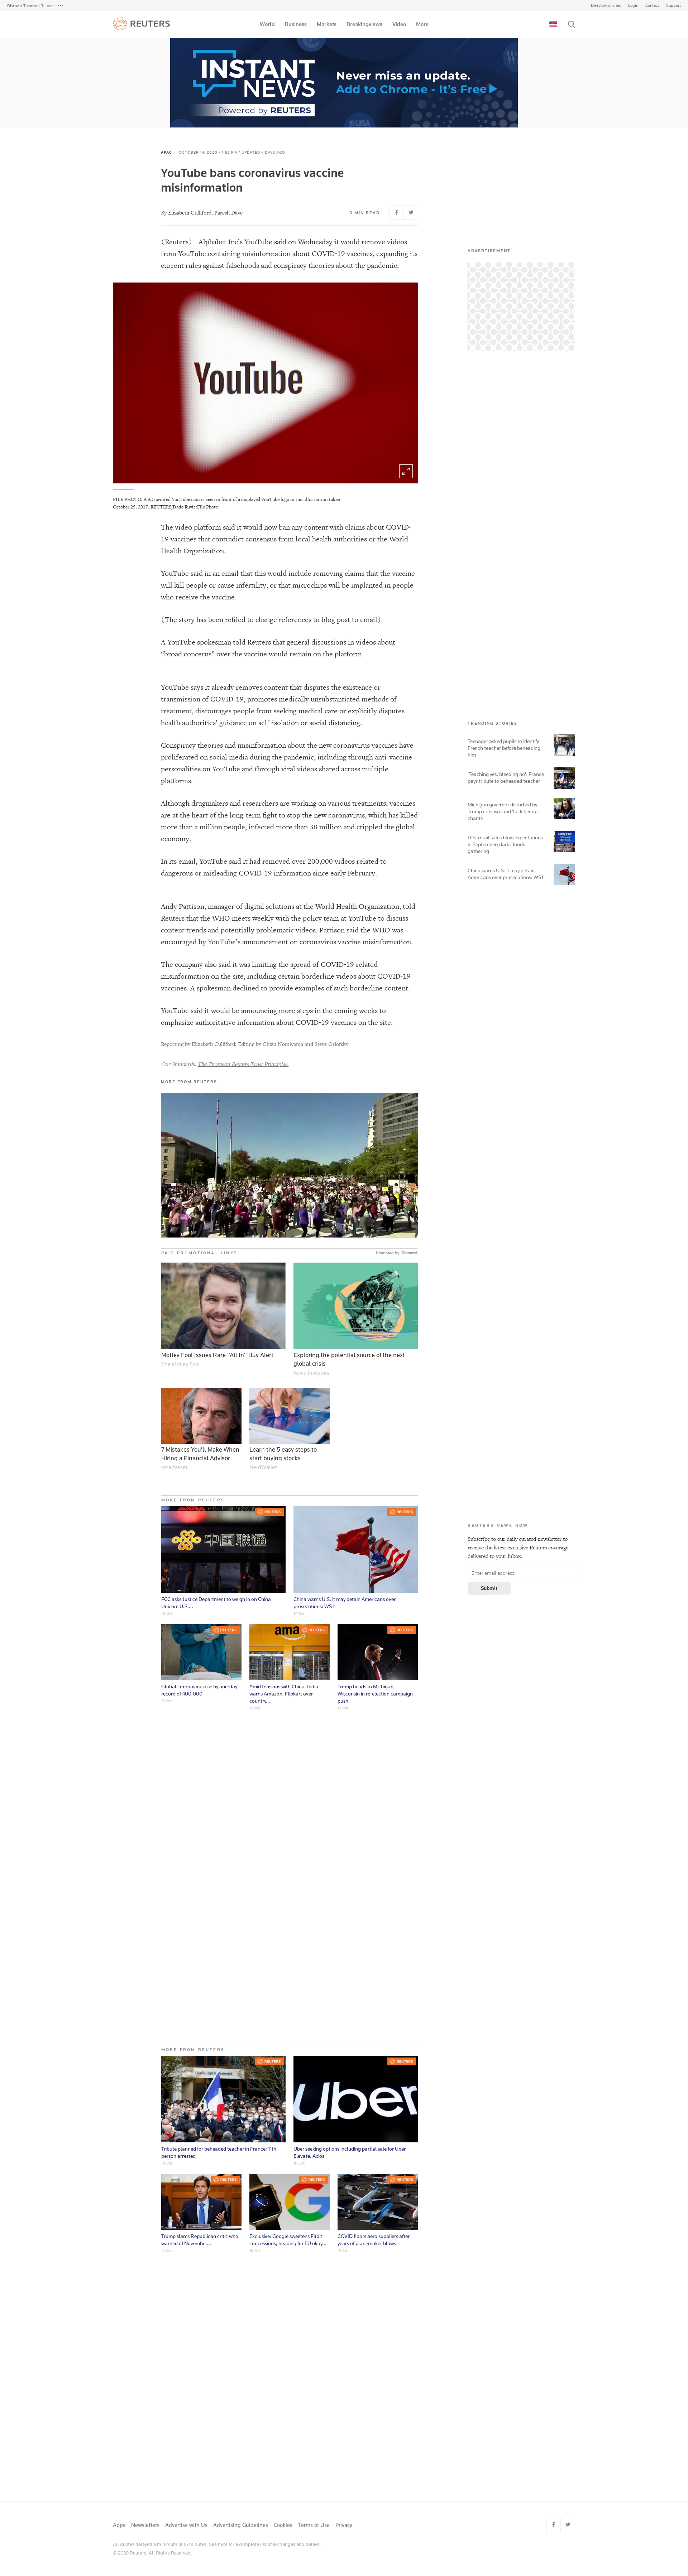 Discover Thomson Reuters
Directory of sites Login Contact Support
REUTERS
World Business Markets Breakingviews Video More
INSTANT
NEWS
Powered by REUTERS
Never miss an update.
Add to Chrome - It's Free
APAC OCTOBER 14, 2020 / 1:52 PM / UPDATED 4 DAYS AGO
YouTube bans coronavirus vaccine
misinformation
By Elizabeth Culliford, Paresh Dave
3 MIN READ
(Reuters) - Alphabet Inc's YouTube said on Wednesday it would remove videos
from YouTube containing misinformation about COVID-19 vaccines, expanding its
current rules against falsehoods and conspiracy theories about the pandemic.
YouTube
FILE PHOTO: A 3D-printed YouTube icon is seen in front of a displayed YouTube logo in this illustration taken
October 25, 2017. REUTERS/Dado Ruvic/File Photo
The video platform said it would now ban any content with claims about COVID-
19 vaccines that contradict consensus from local health authorities or the World
Health Organization.
YouTube said in an email that this would include removing claims that the vaccine
will kill people or cause infertility, or that microchips will be implanted in people
who receive the vaccine.
(The story has been refiled to change references to blog post to email)
A YouTube spokesman told Reuters that general discussions in videos about
“broad concerns” over the vaccine would remain on the platform.
YouTube says it already removes content that disputes the existence or
transmission of COVID-19, promotes medically unsubstantiated methods of
treatment, discourages people from seeking medical care or explicitly disputes
health authorities' guidance on self-isolation or social distancing.
Conspiracy theories and misinformation about the new coronavirus vaccines have
proliferated on social media during the pandemic, including through anti-vaccine
personalities on YouTube and through viral videos shared across multiple
platforms.
Although drugmakers and researchers are working on various treatments, vaccines
are at the heart of the long-term fight to stop the new coronavirus, which has killed
more than a million people, infected more than 38 million and crippled the global
economy.
In its email, YouTube said it had removed over 200,000 videos related to
dangerous or misleading COVID-19 information since early February.
Andy Pattison, manager of digital solutions at the World Health Organization, told
Reuters that the WHO meets weekly with the policy team at YouTube to discuss
content trends and potentially problematic videos. Pattison said the WHO was
encouraged by YouTube's announcement on coronavirus vaccine misinformation.
The company also said it was limiting the spread of COVID-19 related
misinformation on the site, including certain borderline videos about COVID-19
vaccines. A spokesman declined to provide examples of such borderline content.
YouTube said it would be announcing more steps in the coming weeks to
emphasize authoritative information about COVID-19 vaccines on the site.
Reporting by Elizabeth Culliford; Editing by Chizu Nomiyama and Steve Orlofsky
Our Standards: The Thomson Reuters Trust Principles.
ADVERTISEMENT
TRENDING STORIES
Teenager asked pupils to identify
French teacher before beheading
him
'Teaching yes, bleeding no': France
pays tribute to beheaded teacher
Michigan governor disturbed by
Trump criticism and 'lock her up'
chants
U.S. retail sales blow expectations
in September; dark clouds
gathering
China warns U.S. it may detain
Americans over prosecutions: WSJ
MORE FROM REUTERS
PAID PROMOTIONAL LINKS
Promoted by Dianomi
Motley Fool Issues Rare "All In" Buy Alert
The Motley Fool
Exploring the potential source of the next
global crisis
Aviva Investors
7 Mistakes You'll Make When
Hiring a Financial Advisor
smartasset
Learn the 5 easy steps to
start buying stocks
NerdWallet
MORE FROM REUTERS
REUTERS
中国联通
REUTERS
FCC asks Justice Department to weigh in on China
Unicom U.S....
China warns U.S. it may detain Americans over
prosecutions: WSJ
REUTERS
REUTERS
ama
REUTERS
Global coronavirus rise by one-day
record of 400,000
Amid tensions with China, India
warns Amazon, Flipkart over
country...
Trump heads to Michigan,
Wisconsin in re-election campaign
push
REUTERS NEWS NOW
Subscribe to our daily curated newsletter to
receive the latest exclusive Reuters coverage
delivered to your inbox.
Enter email address
Submit
MORE FROM REUTERS
REUTERS
REUTERS
Uber
Tribute planned for beheaded teacher in France; 11th
person arrested
Uber seeking options including partial sale for Uber
Elevate: Axios
REUTERS
REUTERS
REUTERS
Trump slams Republican critic who
warned of November...
Exclusive: Google sweetens Fitbit
concessions, heading for EU okay...
COVID floors aero suppliers after
years of planemaker blows
Apps Newsletters Advertise with Us Advertising Guidelines Cookies Terms of Use Privacy
All quotes delayed a minimum of 15 minutes. See here for a complete list of exchanges and delays.
© 2020 Reuters. All Rights Reserved.